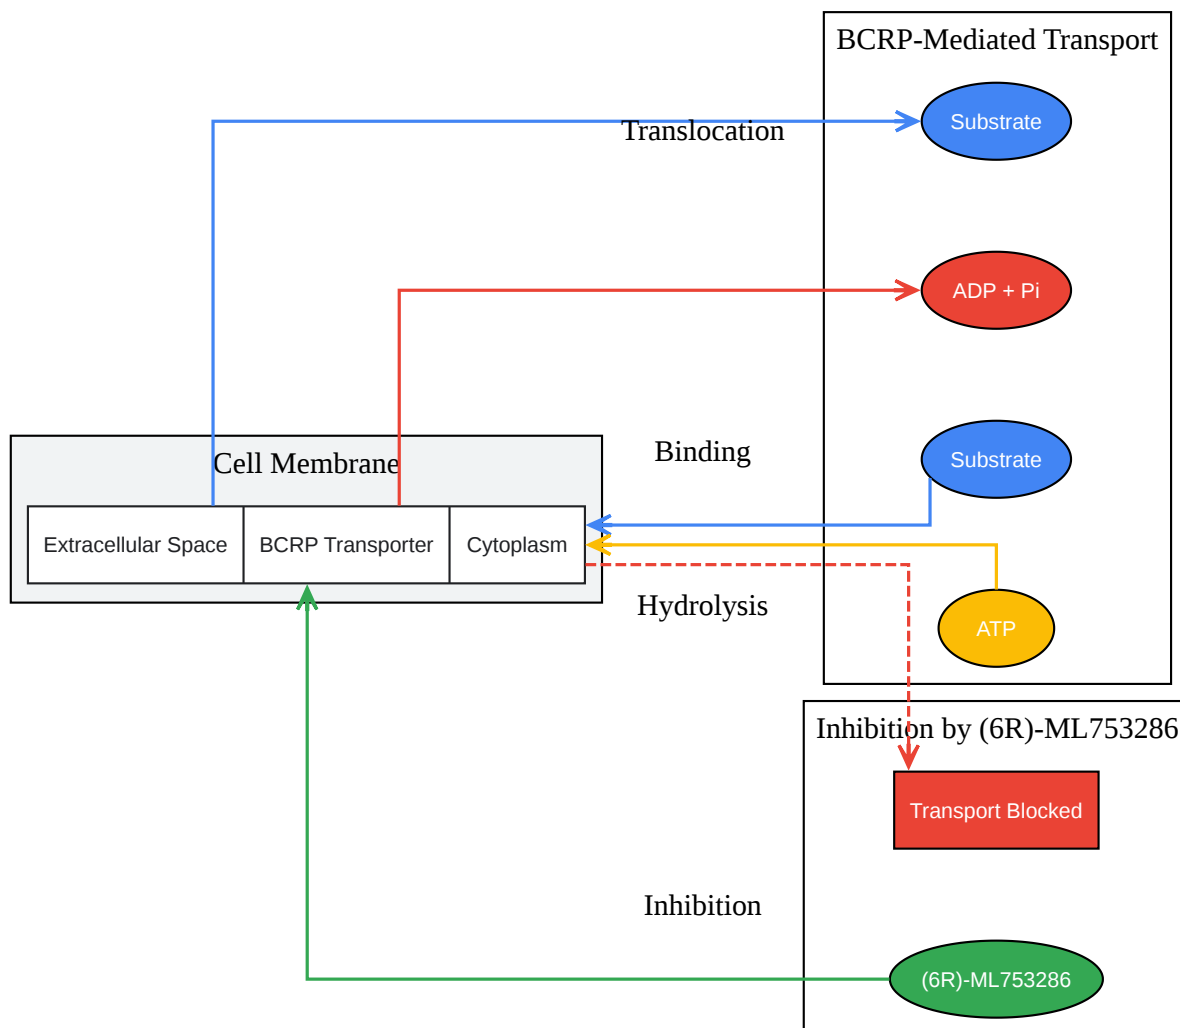 BCRP-Mediated Transport
Substrate
Translocation
ADP + Pi
Cell Membrane
Binding
Substrate
Extracellular Space
BCRP Transporter
Cytoplasm
Hydrolysis
ATP
Inhibition by (6R)-ML753286
Transport Blocked
Inhibition
(6R)-ML753286